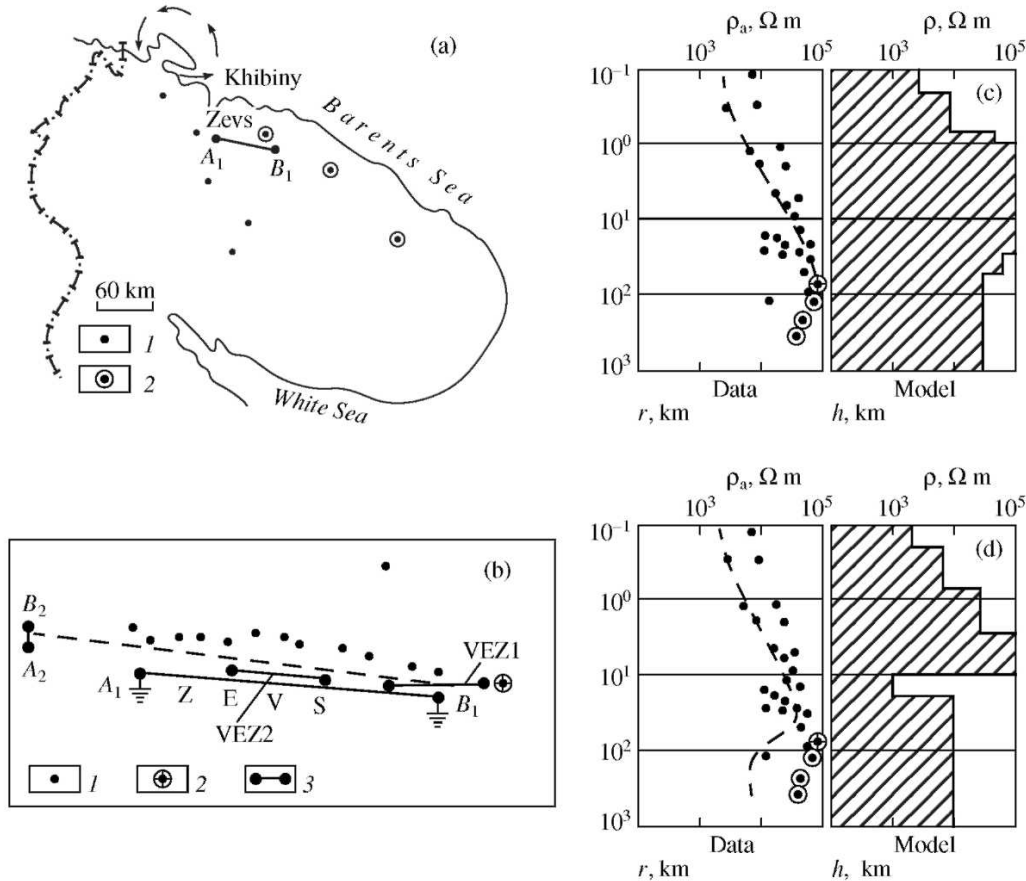 (a)
Khibiny
Barents Sea
Zevs
A₁
B₁
60 km
1
2
White Sea
(b)
B₂
A₂
VEZ1
A₁
Z E V S
B₁
VEZ2
1
2
3
ρₐ, Ω m
ρ, Ω m
10³
10⁵
10³
10⁵
10⁻¹
(c)
10⁰
10¹
10²
10³
Data
Model
r, km
h, km
ρₐ, Ω m
ρ, Ω m
10³
10⁵
10³
10⁵
10⁻¹
(d)
10⁰
10¹
10²
10³
Data
Model
r, km
h, km